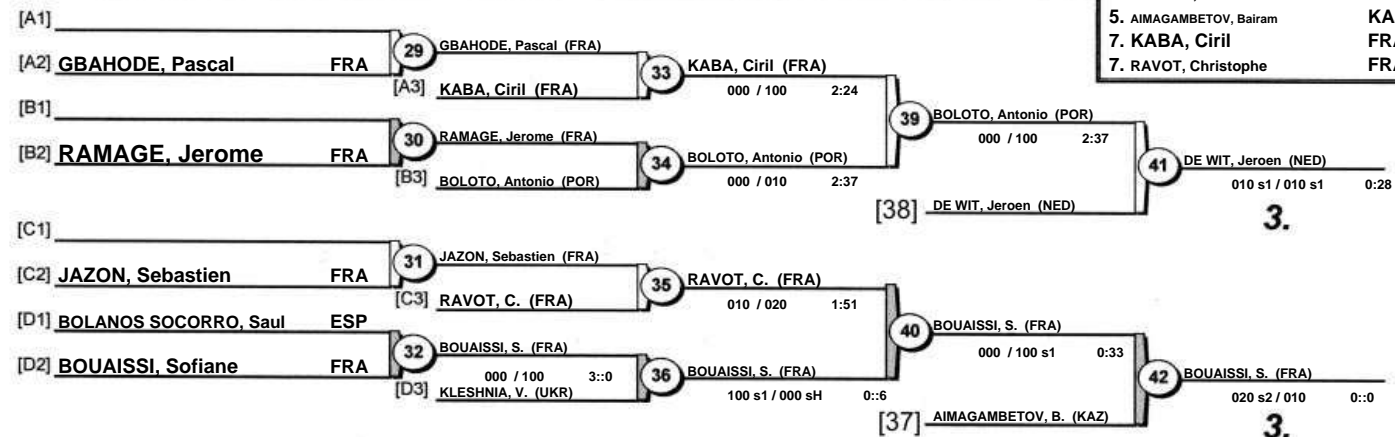 5. AIMAGAMBETOV, Bairam KA
7. KABA, Ciril FRA
7. RAVOT, Christophe FRA
[A1]
[A2] GBAHODE, Pascal FRA
29
GBAHODE, Pascal (FRA)
[A3] KABA, Ciril (FRA)
33
KABA, Ciril (FRA)
000 / 100 2:24
[B1]
[B2] RAMAGE, Jerome FRA
30
RAMAGE, Jerome (FRA)
[B3] BOLOTO, Antonio (POR)
34
BOLOTO, Antonio (POR)
000 / 010 2:37
39
BOLOTO, Antonio (POR)
000 / 100 2:37
[38] DE WIT, Jeroen (NED)
41
DE WIT, Jeroen (NED)
010 s1 / 010 s1 0:28
3.
[C1]
[C2] JAZON, Sebastien FRA
31
JAZON, Sebastien (FRA)
[C3] RAVOT, C. (FRA)
35
RAVOT, C. (FRA)
010 / 020 1:51
[D1] BOLANOS SOCORRO, Saul ESP
[D2] BOUAISSI, Sofiane FRA
32
BOUAISSI, S. (FRA)
000 / 100 3::0
[D3] KLESHNIA, V. (UKR)
36
BOUAISSI, S. (FRA)
100 s1 / 000 sH 0::6
40
BOUAISSI, S. (FRA)
000 / 100 s1 0:33
[37] AIMAGAMBETOV, B. (KAZ)
42
BOUAISSI, S. (FRA)
020 s2 / 010 0::0
3.